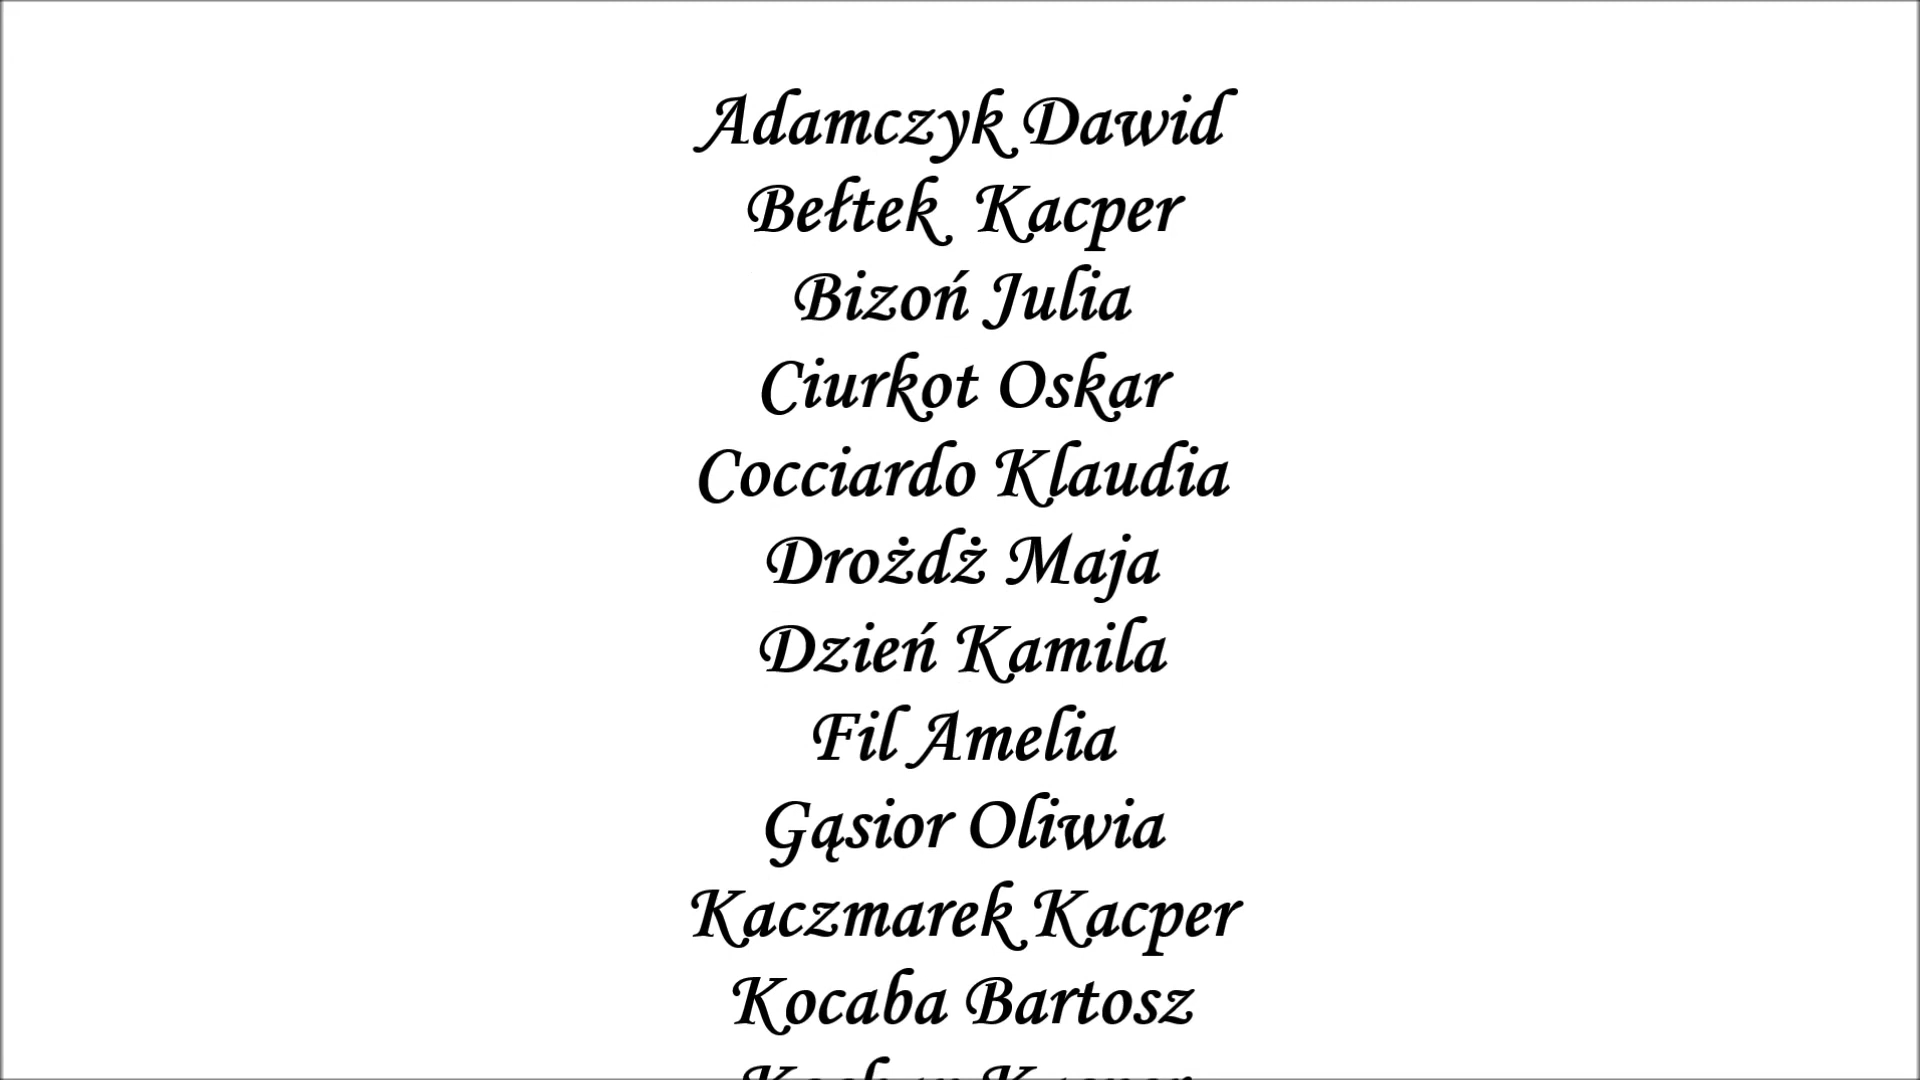 Adamczyk Dawid
Bełtek  Kacper
Bizoń Julia
Ciurkot Oskar
Cocciardo Klaudia
Drożdż Maja
Dzień Kamila
Fil Amelia
Gąsior Oliwia
Kaczmarek Kacper
Kocaba Bartosz